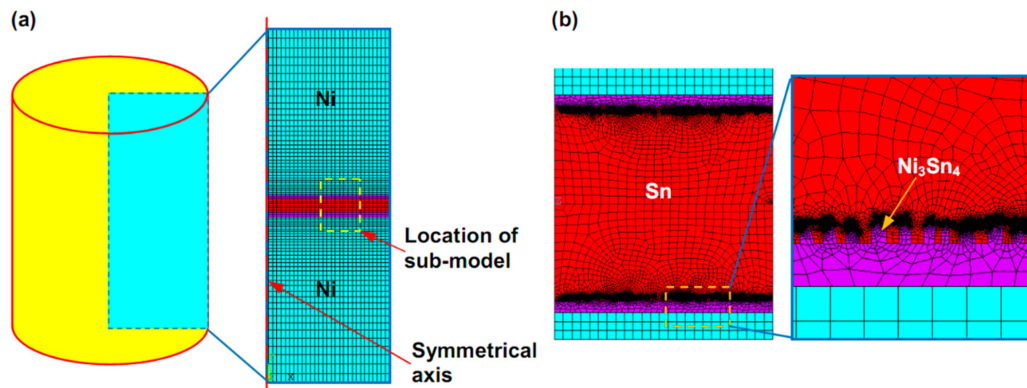 (a)
Ni
Location of
sub-model
Ni
Symmetrical
axis
X
(b)
Sn
Ni₃Sn₄